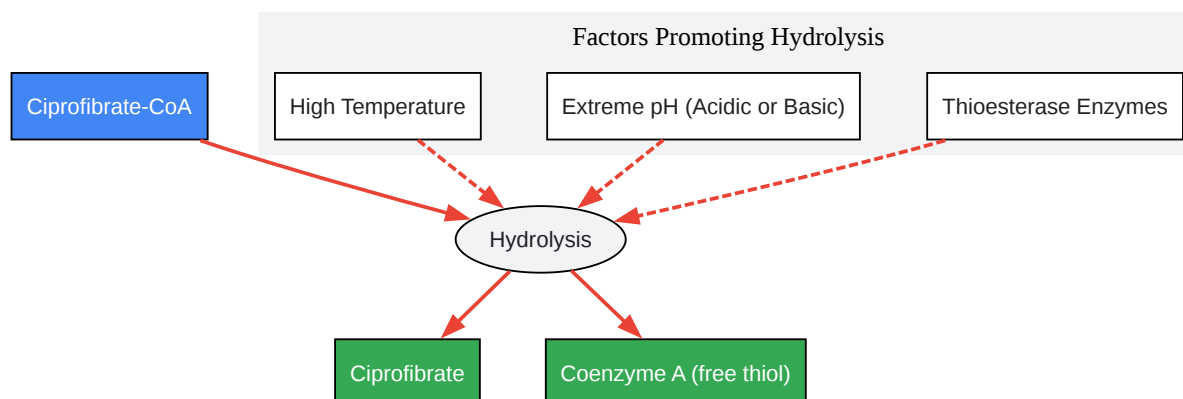 Factors Promoting Hydrolysis
Ciprofibrate-CoA
High Temperature
Extreme pH (Acidic or Basic)
Thioesterase Enzymes
Hydrolysis
Ciprofibrate
Coenzyme A (free thiol)